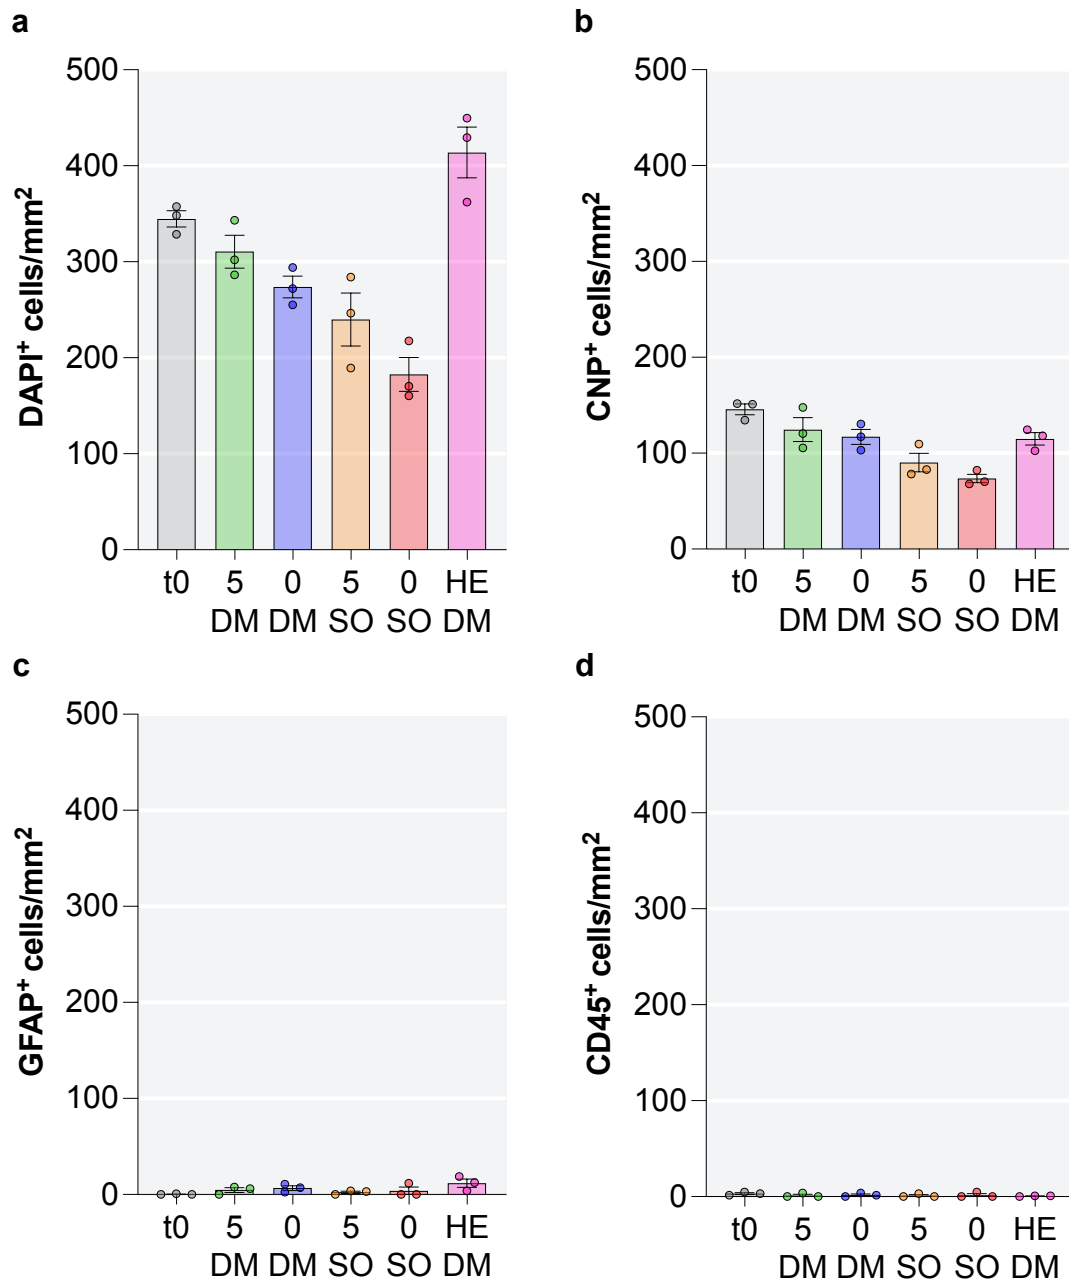 a
500
400
300
200
100
0
DAPI⁺ cells/mm²
t0 5 0 5 0 HE
DM DM SO SO DM
b
500
400
300
200
100
0
CNP⁺ cells/mm²
t0 5 0 5 0 HE
DM DM SO SO DM
c
500
400
300
200
100
0
GFAP⁺ cells/mm²
t0 5 0 5 0 HE
DM DM SO SO DM
d
500
400
300
200
100
0
CD45⁺ cells/mm²
t0 5 0 5 0 HE
DM DM SO SO DM